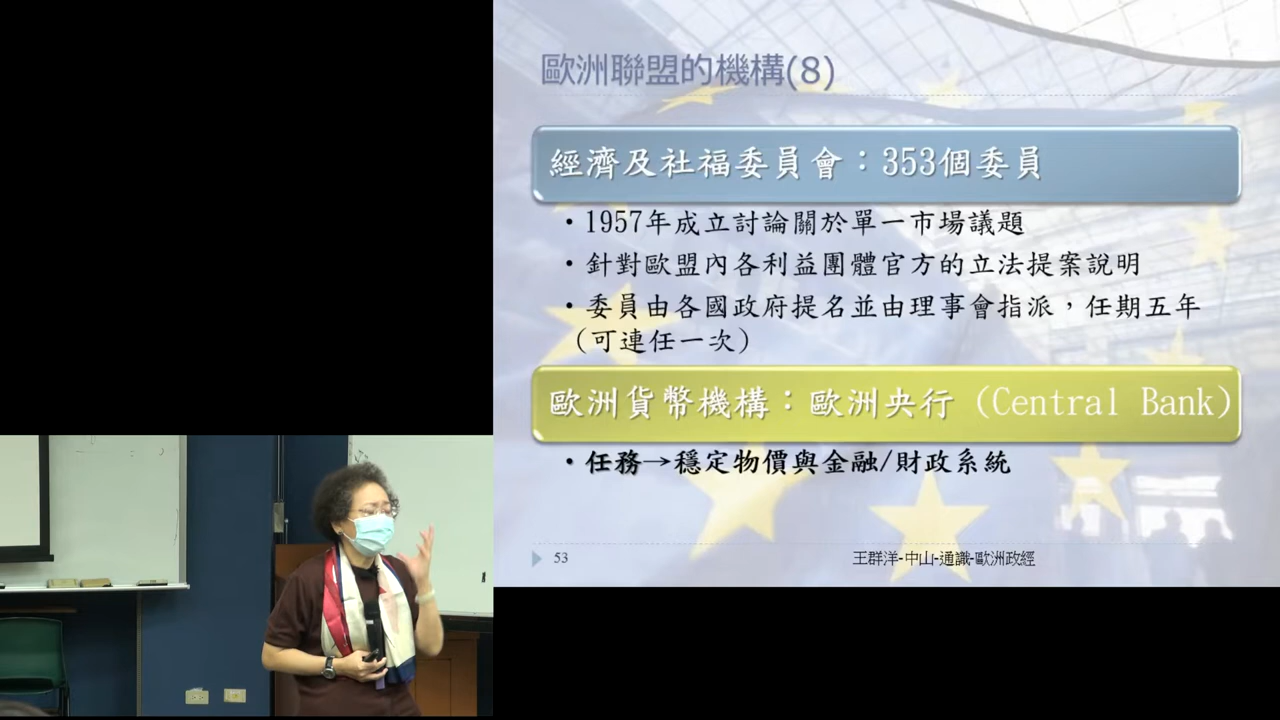 歐洲聯盟的機構(8)
經濟及社福委員會：353個委員
・1957年成立討論關於單一市場議題
・針對歐盟內各利益團體官方的立法提案說明
・委員由各國政府提名並由理事會指派，任期五年
(可連任一次)
歐洲貨幣機構：歐洲央行 (Central Bank)
・任務→穩定物價與金融/財政系統
53
王群洋-中山-通識-歐洲政經